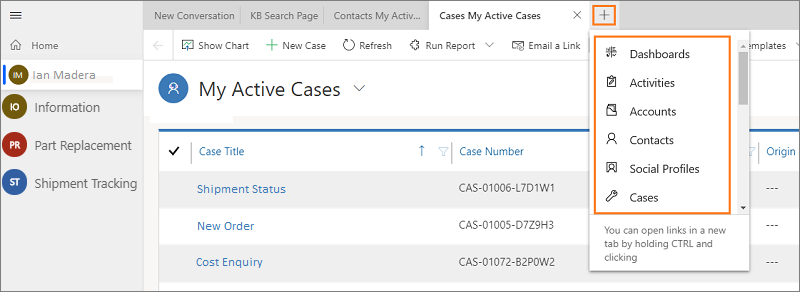 New Conversation
KB Search Page
Contacts My Activ...
Cases My Active Cases
Home
Show Chart
New Case
Refresh
Run Report
Email a Link
Templates
IM
Ian Madera
IO
Information
PR
Part Replacement
ST
Shipment Tracking
My Active Cases
Case Title
Case Number
Origin
Shipment Status
CAS-01006-L7D1W1
---
New Order
CAS-01005-D7Z9H3
---
Cost Enquiry
CAS-01072-B2P0W2
---
Dashboards
Activities
Accounts
Contacts
Social Profiles
Cases
You can open links in a new
tab by holding CTRL and
clicking